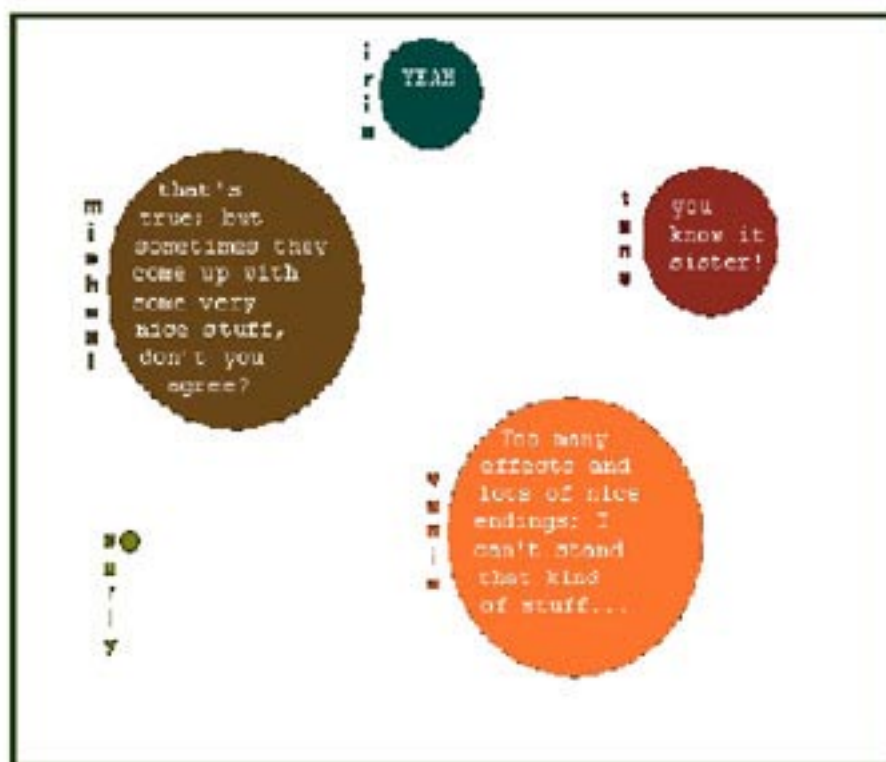 YEAH
that's
true; but
sometimes they
come up with
some very
nice stuff,
don't you
agree?
you
know it
sister!
Too many
effects and
lots of nice
endings; I
can't stand
that kind
of stuff...
michael